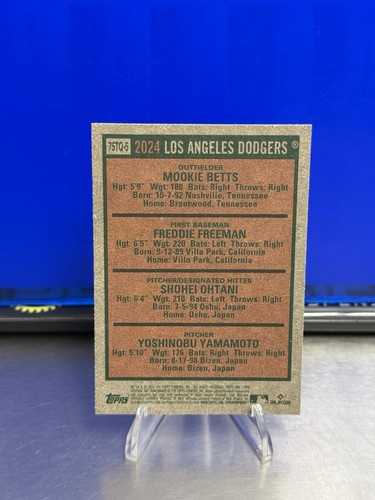 75TQ-5 2024 LOS ANGELES DODGERS®
OUTFIELDER
MOOKIE BETTS
Hgt: 5'9" Wgt: 180 Bats: Right Throws: Right
Born: 10-7-92 Nashville, Tennessee
Home: Brentwood, Tennessee
FIRST BASEMAN
FREDDIE FREEMAN
Hgt: 6'5" Wgt: 220 Bats: Left Throws: Right
Born: 9-12-89 Villa Park, California
Home: Villa Park, California
PITCHER/DESIGNATED HITTER
SHOHEI OHTANI
Hgt: 6'4" Wgt: 210 Bats: Left Throws: Right
Born: 7-5-94 Oshu, Japan
Home: Oshu, Japan
PITCHER
YOSHINOBU YAMAMOTO
Hgt: 5'10" Wgt: 176 Bats: Right Throws: Right
Born: 8-17-98 Bizen, Japan
Home: Bizen, Japan
TOPPS
PLAYERS